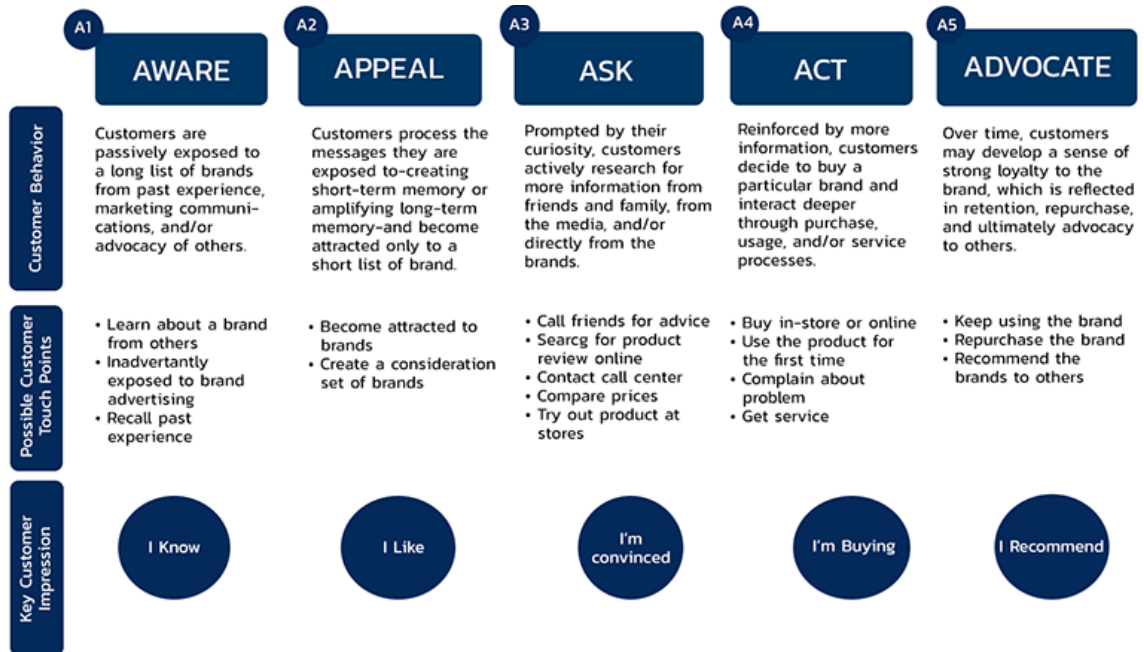 A1
AWARE
A2
APPEAL
A3
ASK
A4
ACT
A5
ADVOCATE
Customer Behavior
Customers are
passively exposed to
a long list of brands
from past experience,
marketing communi-
cations, and/or
advocacy of others.
Customers process the
messages they are
exposed to-creating
short-term memory or
amplifying long-term
memory-and become
attracted only to a
short list of brand.
Prompted by their
curiosity, customers
actively research for
more information from
friends and family, from
the media, and/or
directly from the
brands.
Reinforced by more
information, customers
decide to buy a
particular brand and
interact deeper
through purchase,
usage, and/or service
processes.
Over time, customers
may develop a sense of
strong loyalty to the
brand, which is reflected
in retention, repurchase,
and ultimately advocacy
to others.
Possible Customer
Touch Points
• Learn about a brand
from others
• Inadvertantly
exposed to brand
advertising
• Recall past
experience
• Become attracted to
brands
• Create a consideration
set of brands
• Call friends for advice
• Searcg for product
review online
• Contact call center
• Compare prices
• Try out product at
stores
• Buy in-store or online
• Use the product for
the first time
• Complain about
problem
• Get service
• Keep using the brand
• Repurchase the brand
• Recommend the
brands to others
Key Customer
Impression
I Know
I Like
I'm
convinced
I'm Buying
I Recommend